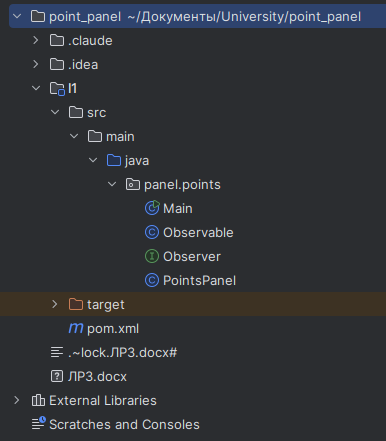 point_panel ~/Документы/University/point_panel
.claude
.idea
l1
src
main
java
panel.points
Main
Observable
Observer
PointsPanel
target
pom.xml
.~lock.ЛР3.docx#
ЛР3.docx
External Libraries
Scratches and Consoles